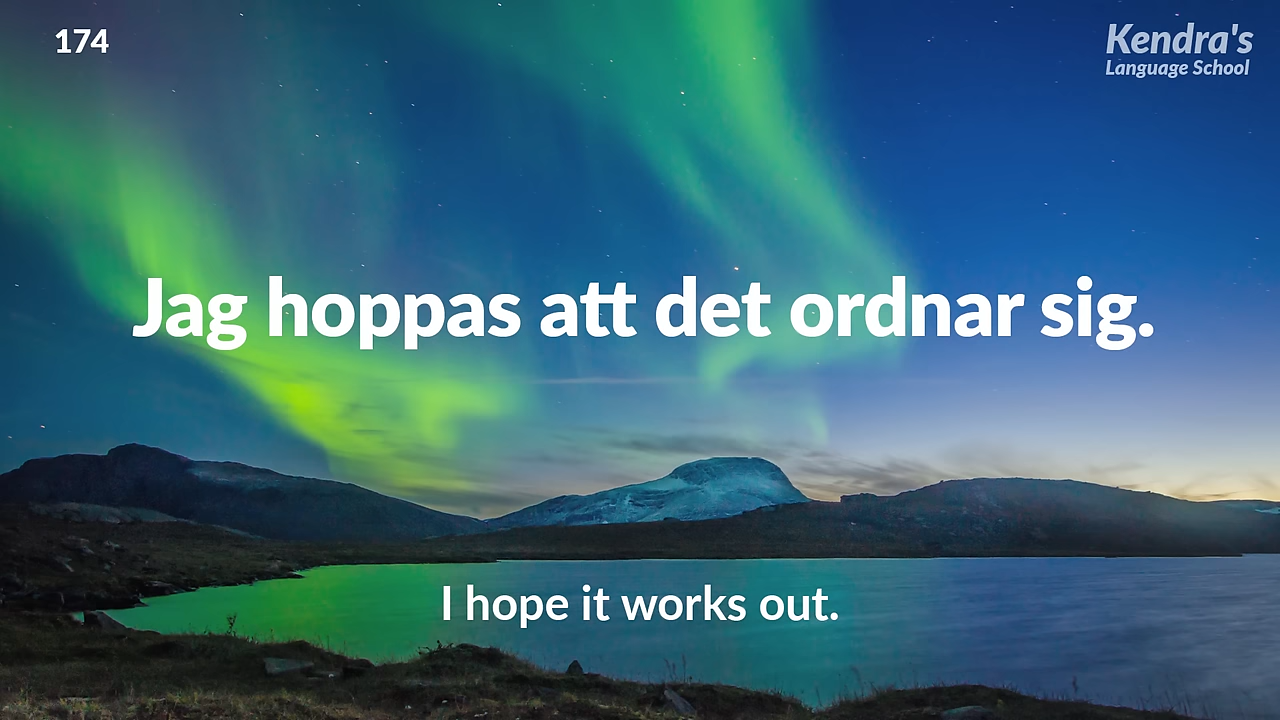 174
Kendra's
Language School
Jag hoppas att det ordnar sig.
I hope it works out.